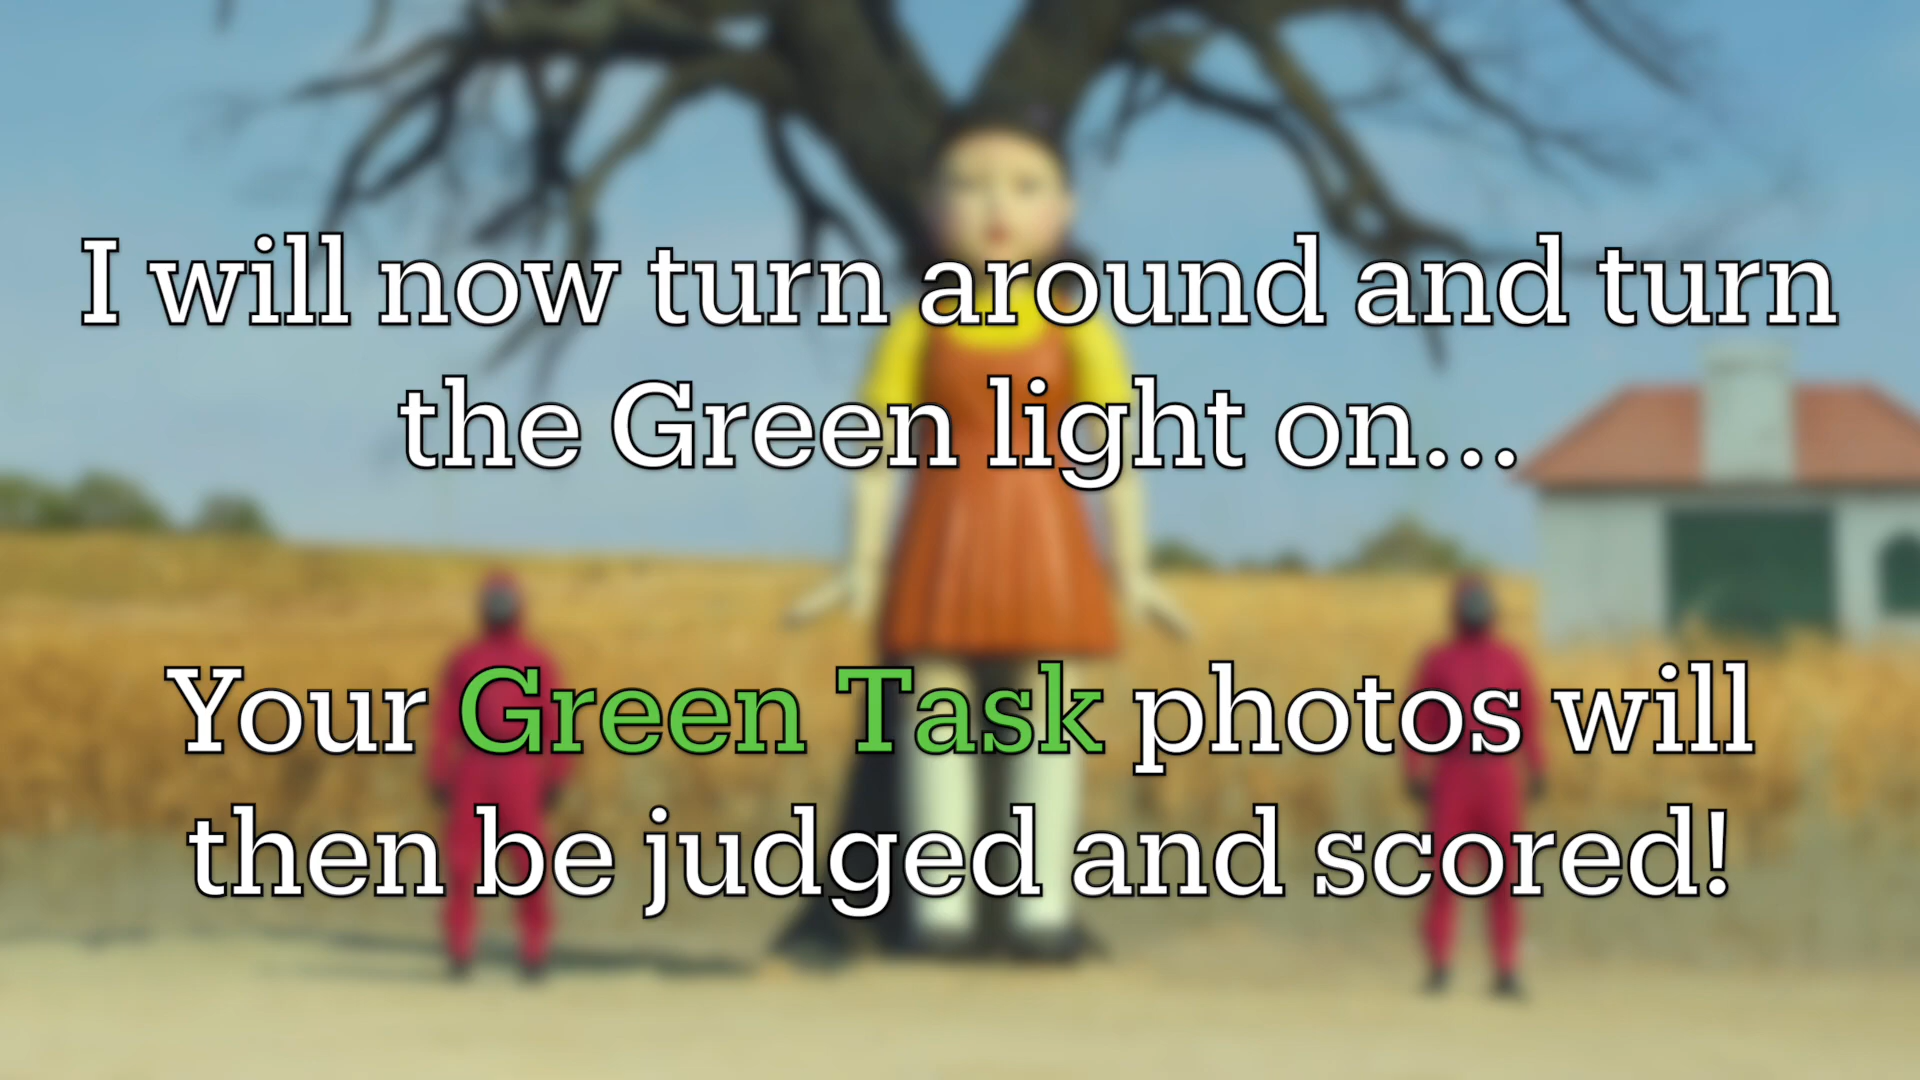 I will now turn around and turn
the Green light on...
Your Green Task photos will
then be judged and scored!